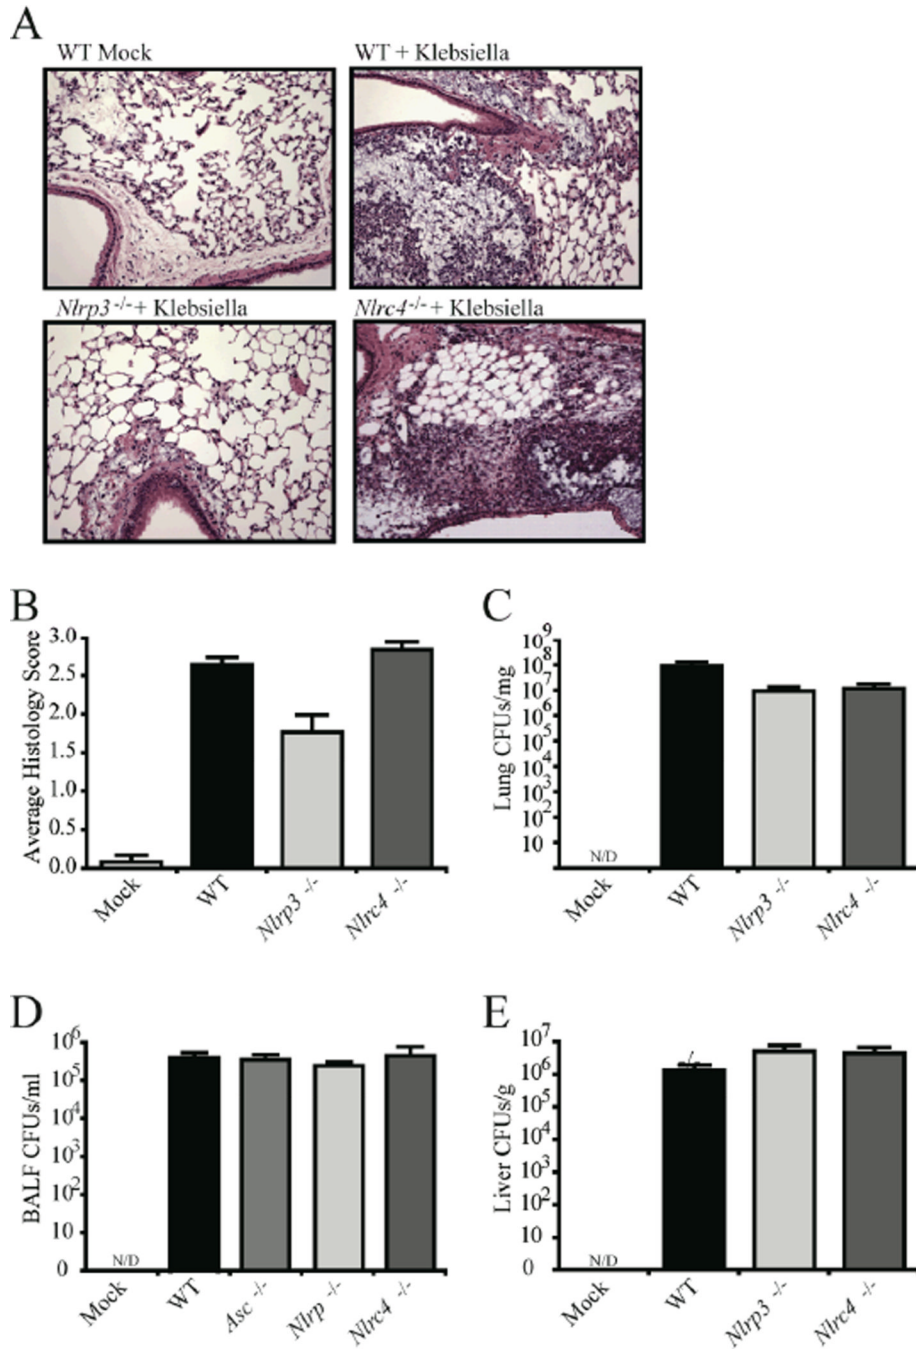 A
WT Mock
WT + Klebsiella
Nlrp3 -/- + Klebsiella
Nlrc4 -/- + Klebsiella
B
Average Histology Score
3.0
2.5
2.0
1.5
1.0
0.5
0.0
Mock
WT
Nlrp3 -/-
Nlrc4 -/-
C
Lung CFUs/mg
10^9
10^8
10^7
10^6
10^5
10^4
10^3
10^2
10
N/D
Mock
WT
Nlrp3 -/-
Nlrc4 -/-
D
BALF CFUs/ml
10^6
10^5
10^4
10^3
10^2
10
0
N/D
Mock
WT
Asc -/-
Nlrp -/-
Nlrc4 -/-
E
Liver CFUs/g
10^7
10^6
10^5
10^4
10^3
10^2
10
0
N/D
Mock
WT
Nlrp3 -/-
Nlrc4 -/-